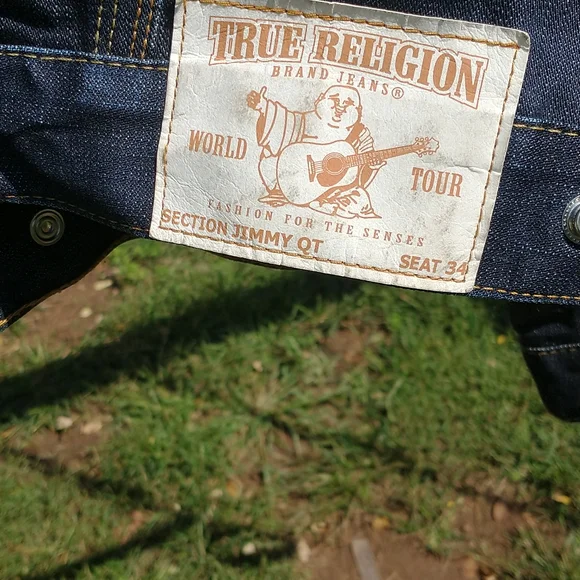 TRUE RELIGION
BRAND JEANS®
WORLD TOUR
FASHION FOR THE SENSES
SECTION JIMMY QT
SEAT 34